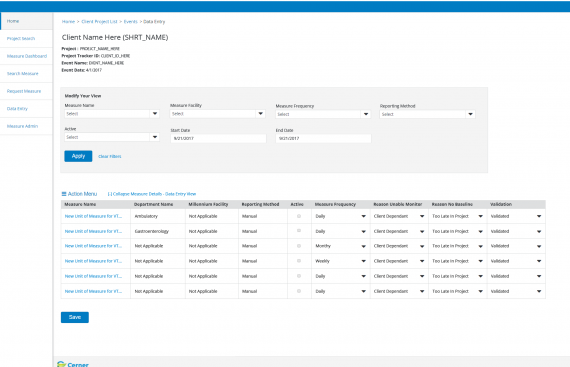 Home
Project Search
Measure Dashboard
Search Measure
Request Measure
Data Entry
Measure Admin
Home > Client Project List > Events > Data Entry
Client Name Here (SHRT_NAME)
Project : PROJECT_NAME_HERE
Project Tracker ID: CLIENT_ID_HERE
Event Name: EVENT_NAME_HERE
Event Date: 4/1/2017
Modify Your View
Measure Name Measure Facility Measure Frequency Reporting Method
Select Select Select Select
Active Start Date End Date
Select 9/21/2017 9/21/2017
Apply Clear Filters
Action Menu [-] Collapse Measure Details - Data Entry View
Measure Name Department Name Millennium Facility Reporting Method Active Measure Frequency Reason Unable Monitor Reason No Baseline Validation
New Unit of Measure for VT... Ambulatory Not Applicable Manual Daily Client Dependant Too Late In Project Validated
New Unit of Measure for VT... Gastroenterology Not Applicable Manual Daily Client Dependant Too Late In Project Validated
New Unit of Measure for VT... Not Applicable Not Applicable Manual Monthy Client Dependant Too Late In Project Validated
New Unit of Measure for VT... Not Applicable Not Applicable Manual Weekly Client Dependant Too Late In Project Validated
New Unit of Measure for VT... Not Applicable Not Applicable Manual Daily Client Dependant Too Late In Project Validated
New Unit of Measure for VT... Not Applicable Not Applicable Manual Daily Client Dependant Too Late In Project Validated
Save
Cerner